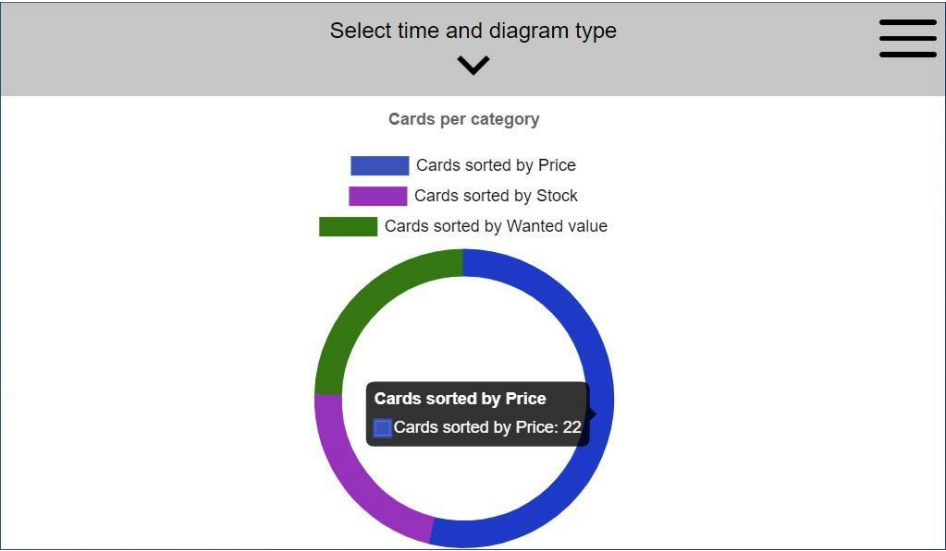 Select time and diagram type
Cards per category
Cards sorted by Price
Cards sorted by Stock
Cards sorted by Wanted value
Cards sorted by Price
Cards sorted by Price: 22